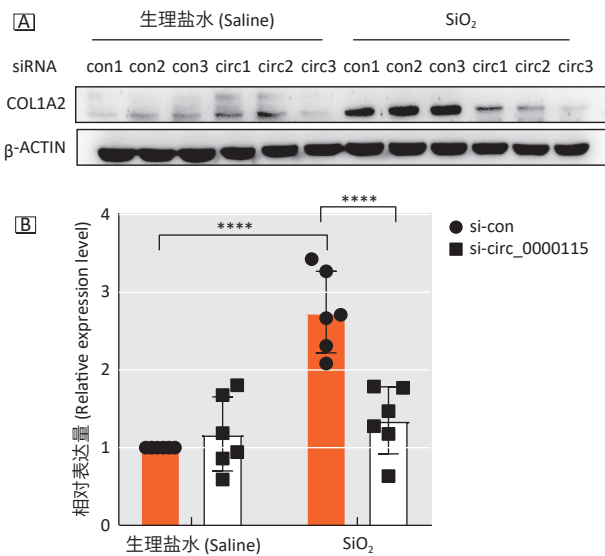 A
生理盐水 (Saline) SiO₂
siRNA con1 con2 con3 circ1 circ2 circ3 con1 con2 con3 circ1 circ2 circ3
COL1A2
β-ACTIN
B
**** ****
si-con
si-circ_0000115
相对表达量 (Relative expression level)
4
3
2
1
0
生理盐水 (Saline) SiO₂